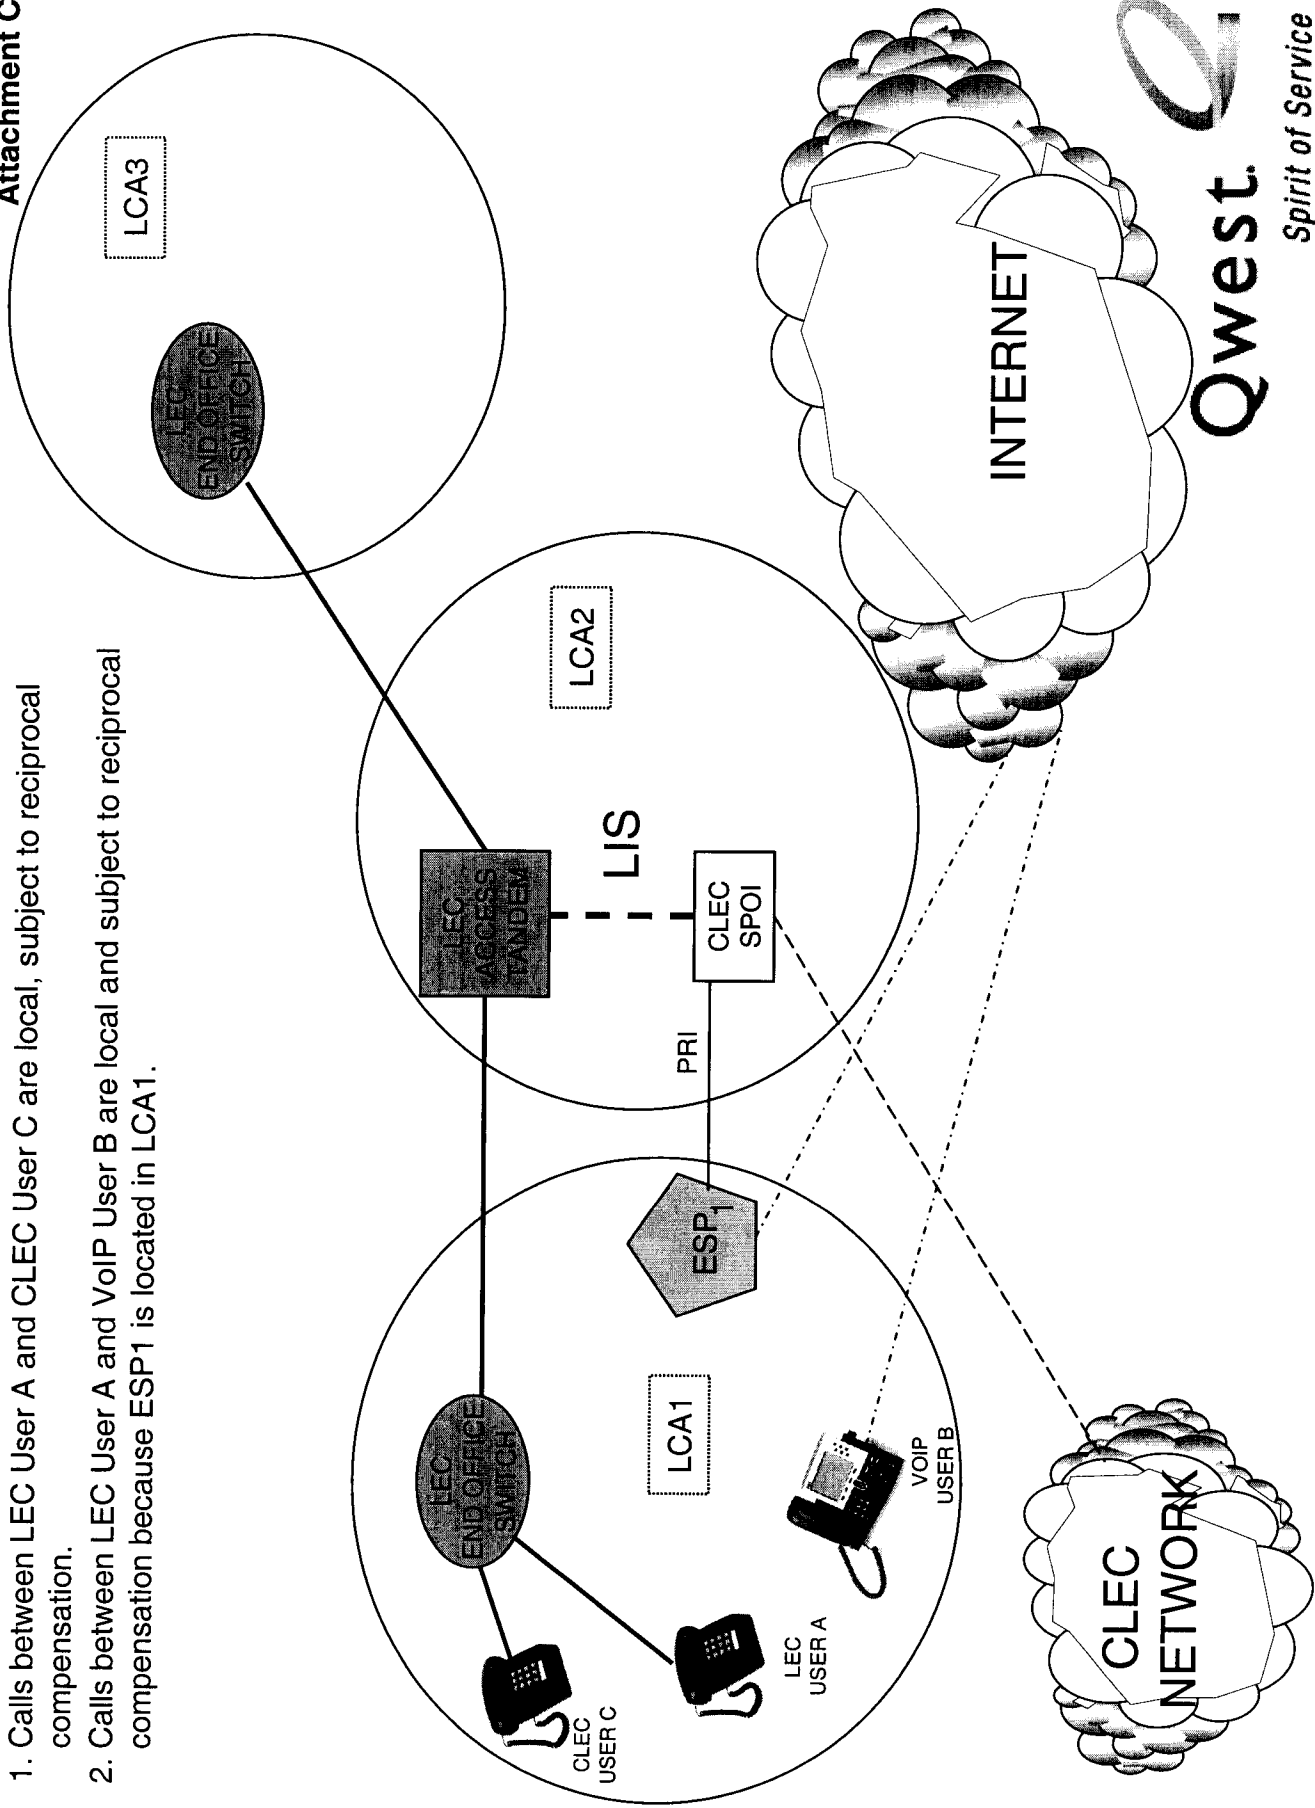 Attachment C
1. Calls between LEC User A and CLEC User C are local, subject to reciprocal
compensation.
2. Calls between LEC User A and VoIP User B are local and subject to reciprocal
compensation because ESP1 is located in LCA1.
CLEC
USER C
LEC
USER A
LEC
END OFFICE
SWITCH
LCA1
VOIP
USER B
ESP1
PRI
LEC
ACCESS
TANDEM
LIS
CLEC
SPOI
LCA2
LEC
END OFFICE
SWITCH
LCA3
CLEC
NETWORK
INTERNET
Qwest.
Spirit of Service